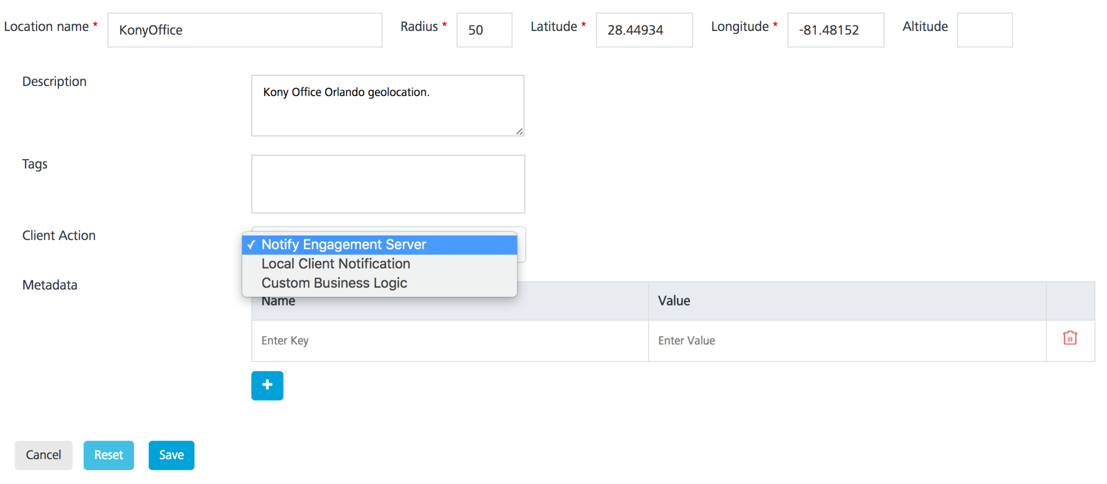 Location name * KonyOffice Radius * 50 Latitude * 28.44934 Longitude * -81.48152 Altitude
Description
Kony Office Orlando geolocation.
Tags
Client Action
✓ Notify Engagement Server
Local Client Notification
Custom Business Logic
Metadata
Name Value
Enter Key Enter Value
+
Cancel Reset Save